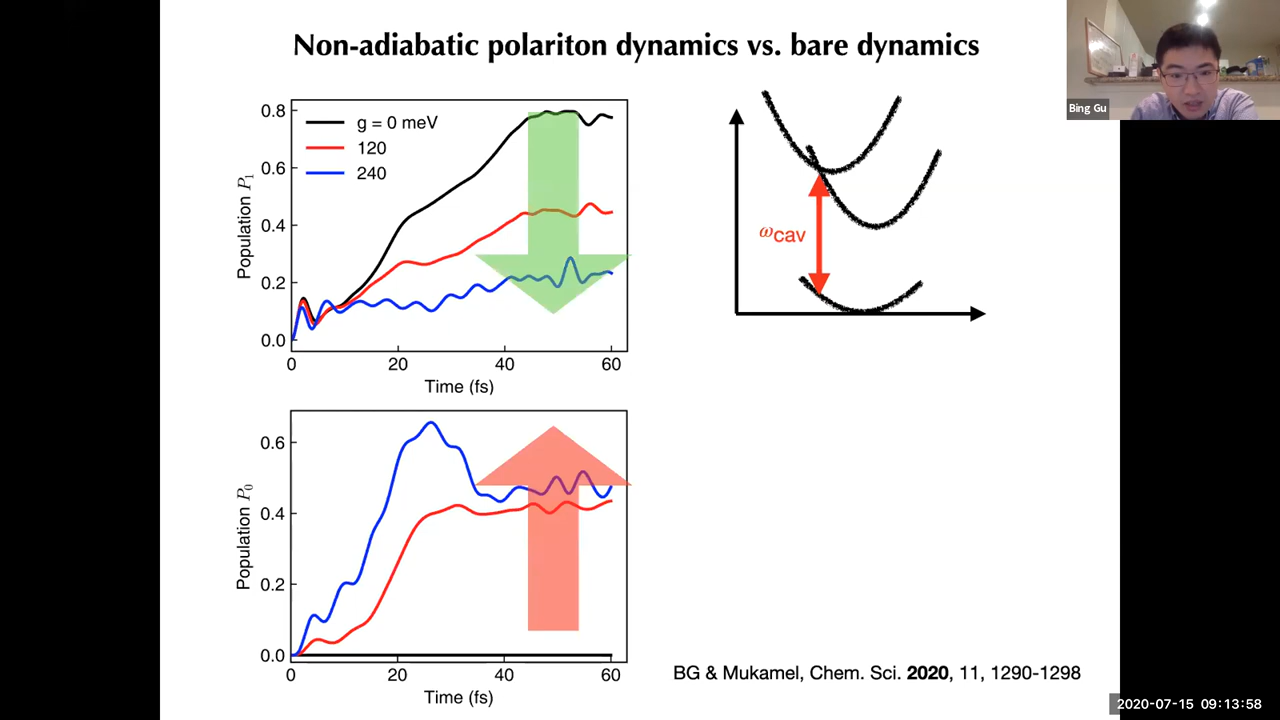 Non-adiabatic polariton dynamics vs. bare dynamics
Bing Gu
0.8
0.6
0.4
0.2
0.0
Population P₁
g = 0 meV
120
240
0
20
40
60
Time (fs)
ωcav
0.6
0.4
0.2
0.0
Population P₀
0
20
40
60
Time (fs)
BG & Mukamel, Chem. Sci. 2020, 11, 1290-1298
2020-07-15 09:13:58